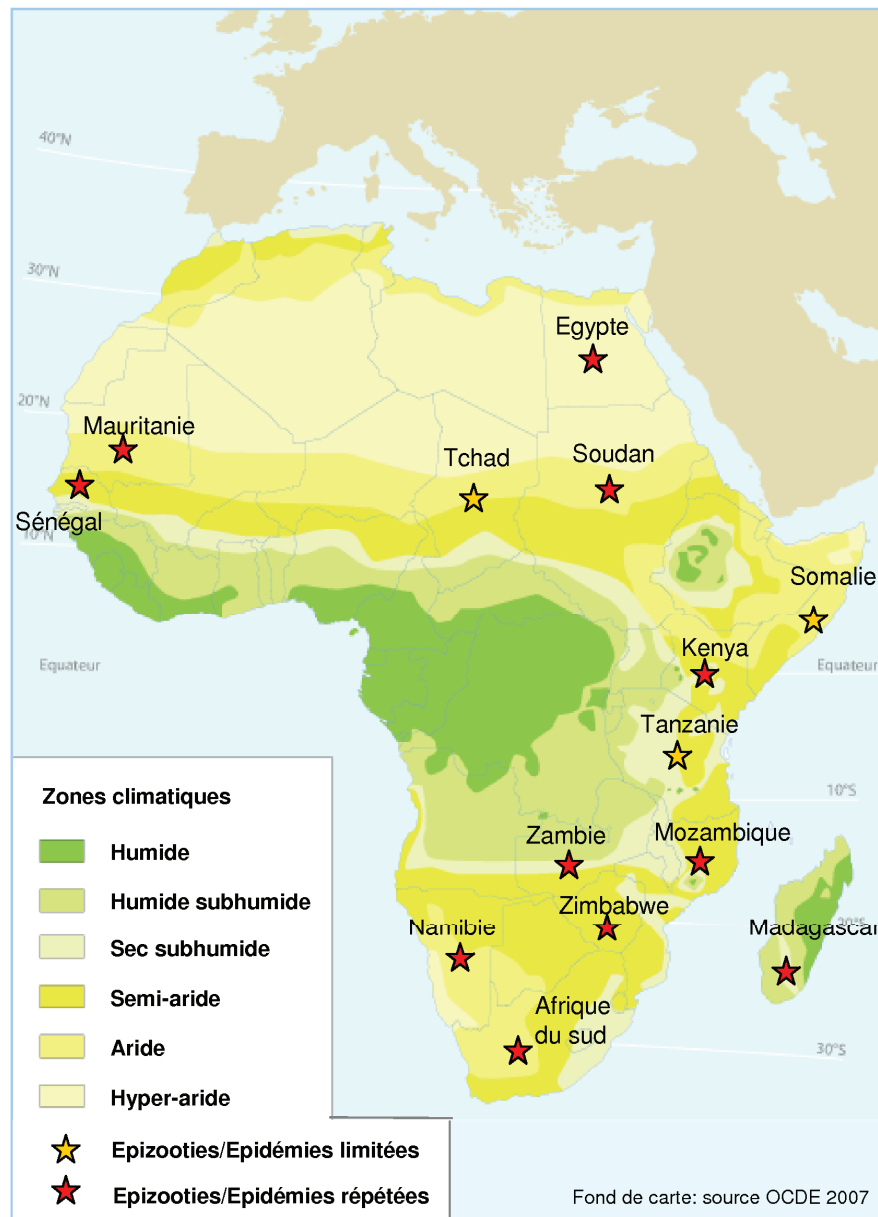 40°N
30°N
Egypte
20°N
Mauritanie
Tchad
Soudan
Sénégal
10°N
Somalie
Kenya
Equateur
Equateur
Tanzanie
Zones climatiques
10°S
Zambie
Mozambique
Humide
Humide subhumide
Zimbabwe
Namibie
20°S
Madagascar
Sec subhumide
Semi-aride
Afrique
du sud
Aride
30°S
Hyper-aride
Epizooties/Epidémies limitées
Epizooties/Epidémies répétées
Fond de carte: source OCDE 2007